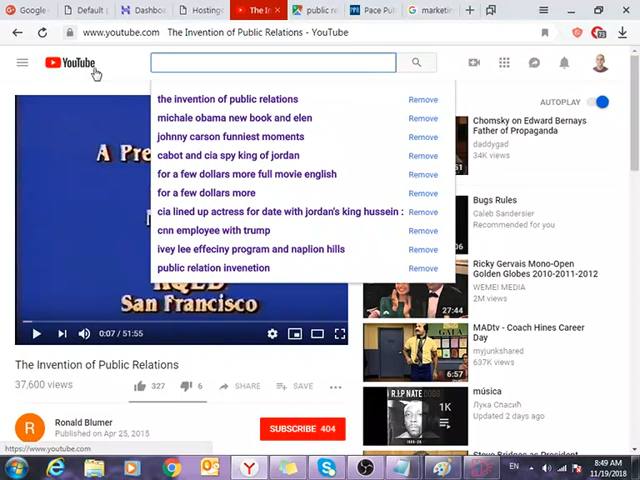 Google
Default
Dashbo
Hosting
The In
public re
Pace Pul
marketin
www.youtube.com The Invention of Public Relations - YouTube
YouTube
the invention of public relations Remove
michale obama new book and elen Remove
johnny carson funniest moments Remove
cabot and cia spy king of jordan Remove
for a few dollars more full movie english Remove
for a few dollars more Remove
cia lined up actress for date with jordan's king hussein : Remove
cnn employee with trump Remove
ivey lee effeciny program and naplion hills Remove
public relation invenetion Remove
A Pre
San Francisco
0:07 / 51:55
The Invention of Public Relations
37,600 views
327
6
SHARE
SAVE
Ronald Blumer
Published on Apr 25, 2015
SUBSCRIBE 404
https://www.youtube.com
AUTOPLAY
Chomsky on Edward Bernays
Father of Propaganda
daddygad
34K views
Bugs Rules
Caleb Sandersier
Recommended for you
Ricky Gervais Mono-Open
Golden Globes 2010-2011-2012
WEME! MEDIA
2M views
27:44
MADtv - Coach Hines Career
Day
myjunkshared
637K views
6:57
música
Лука Спасић
Updated 2 days ago
R.I.P NATE
1K
Steve Bridges as President
EN
8:49 AM
11/19/2018